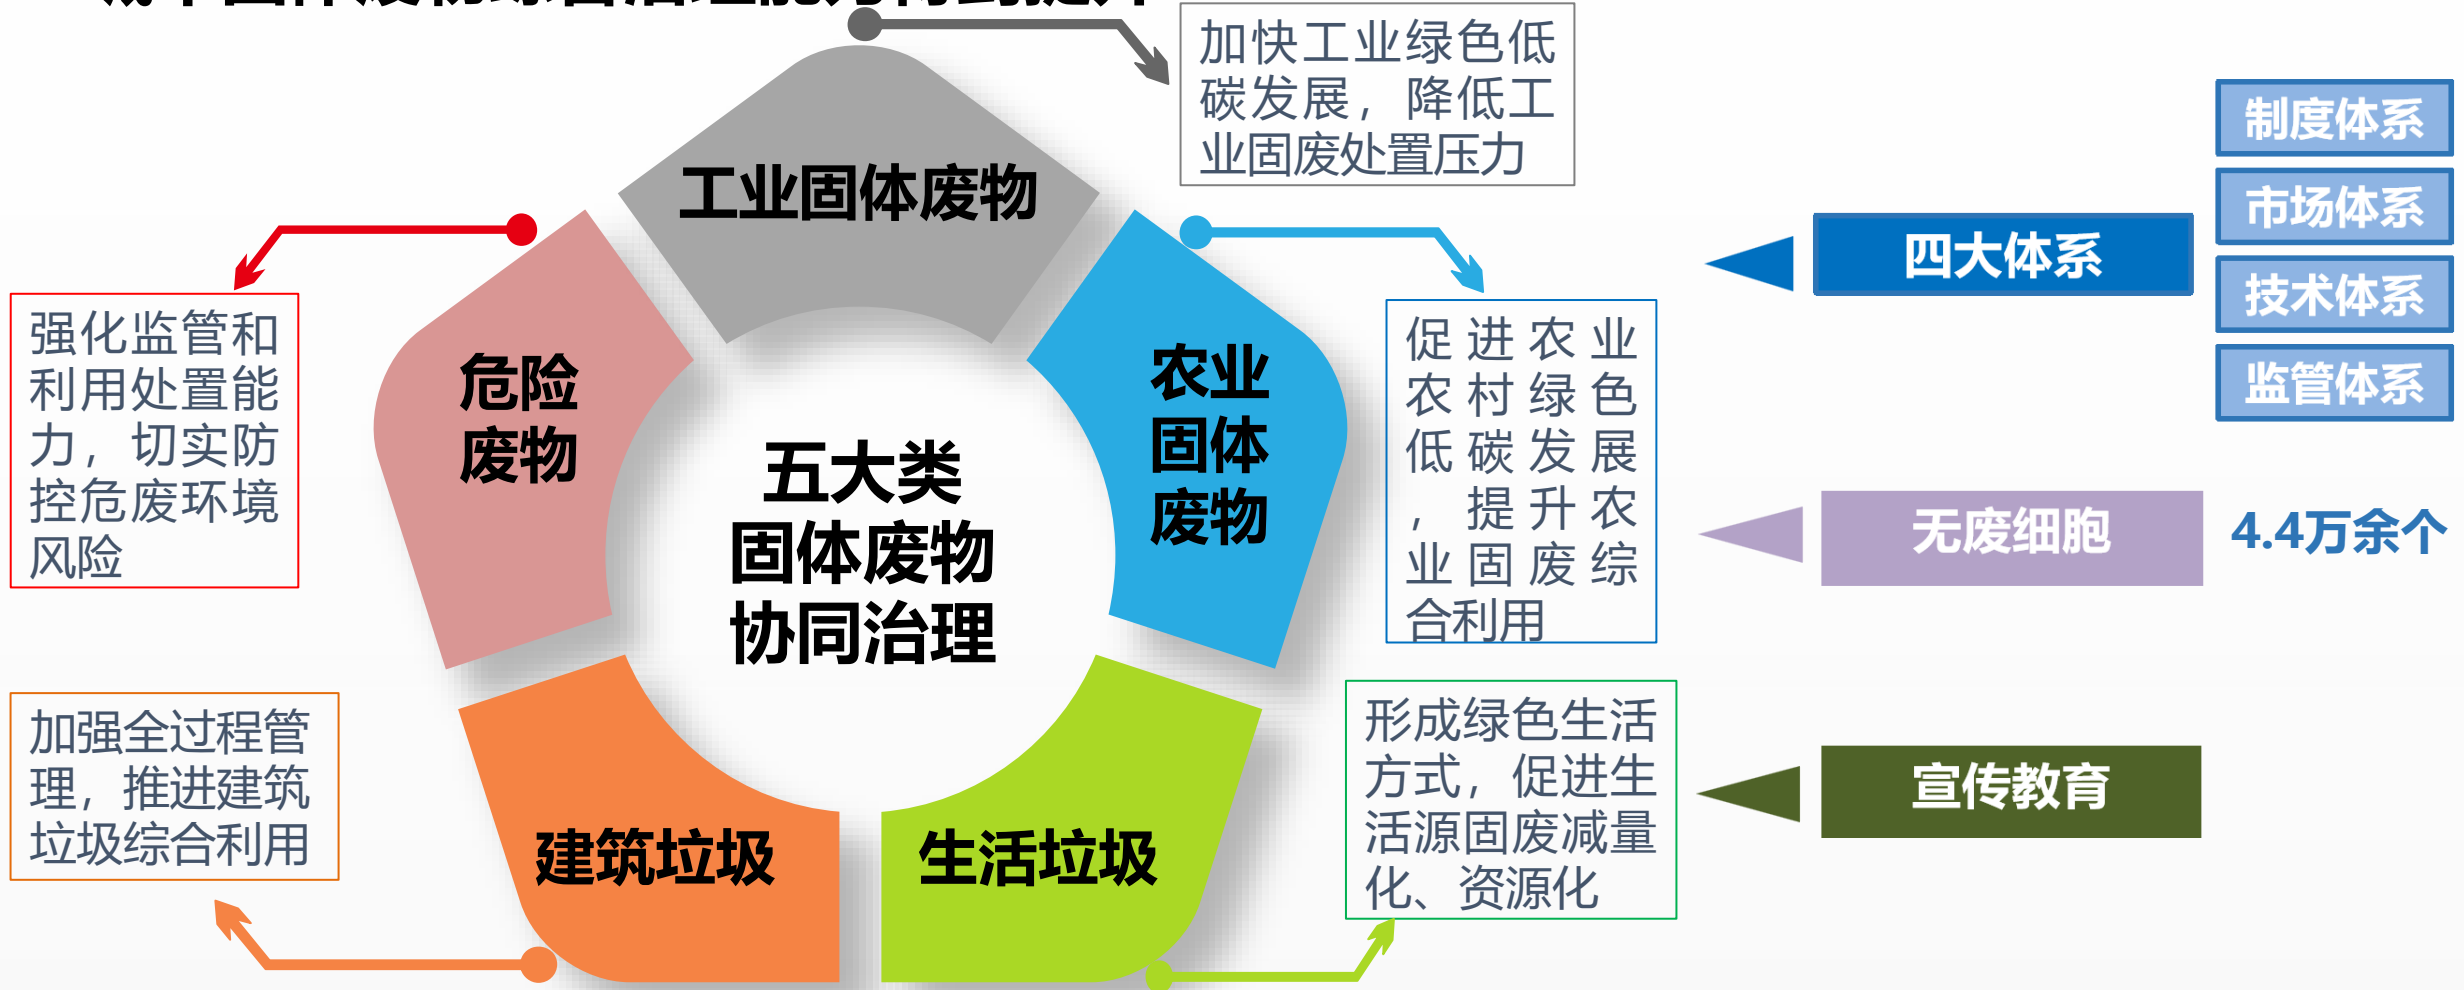 工业固体废物
加快工业绿色低
碳发展，降低工
业固废处置压力
危险
废物
强化监管和
利用处置能
力，切实防
控危废环境
风险
农业
固体
废物
促进农业
农村绿色
低碳发展
，提升农
业固废综
合利用
五大类
固体废物
协同治理
建筑垃圾
加强全过程管
理，推进建筑
垃圾综合利用
生活垃圾
形成绿色生活
方式，促进生
活源固废减量
化、资源化
四大体系
制度体系
市场体系
技术体系
监管体系
无废细胞
4.4万余个
宣传教育